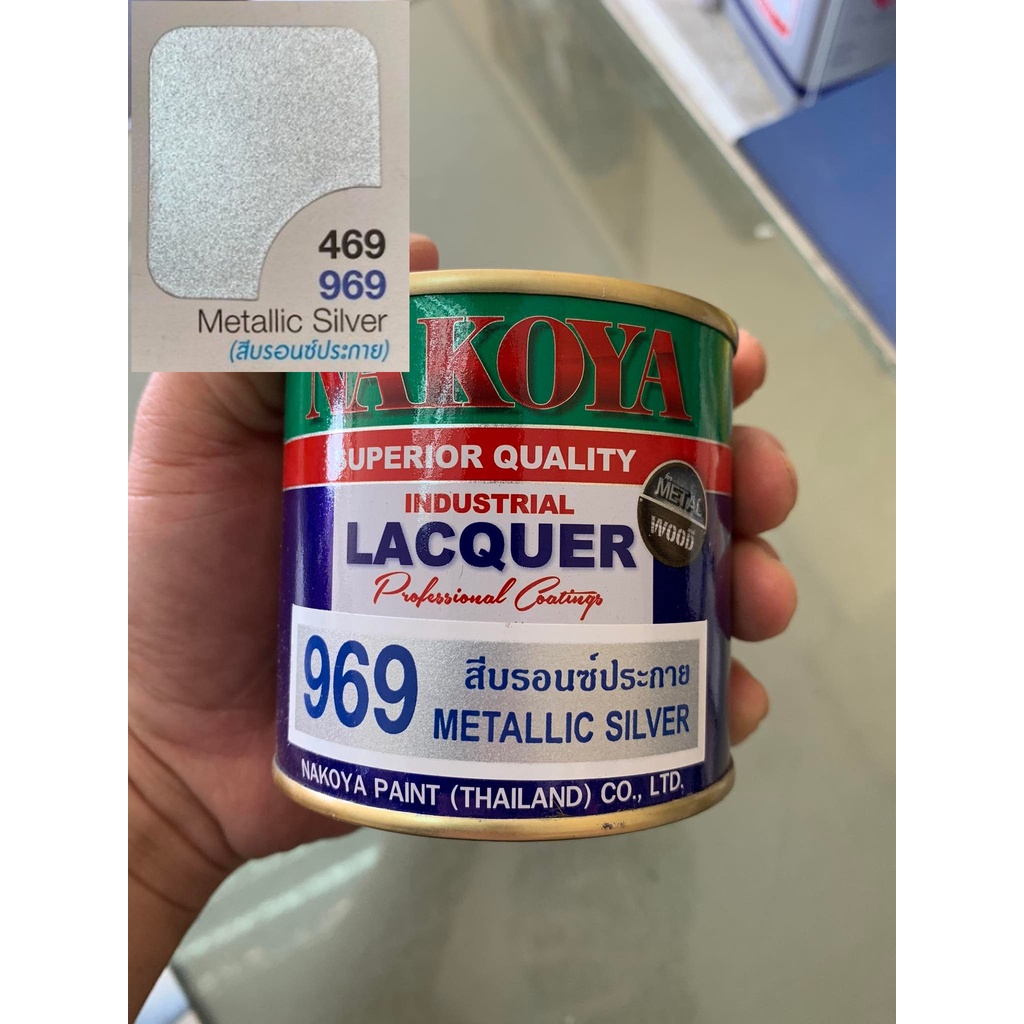 469
969
Metallic Silver
(สีบรอนซ์ประกาย)
NAKOYA
SUPERIOR QUALITY
INDUSTRIAL
LACQUER
Professional Coatings
for
METAL
WOOD
969
สีบรอนซ์ประกาย
METALLIC SILVER
NAKOYA PAINT (THAILAND) CO., LTD.